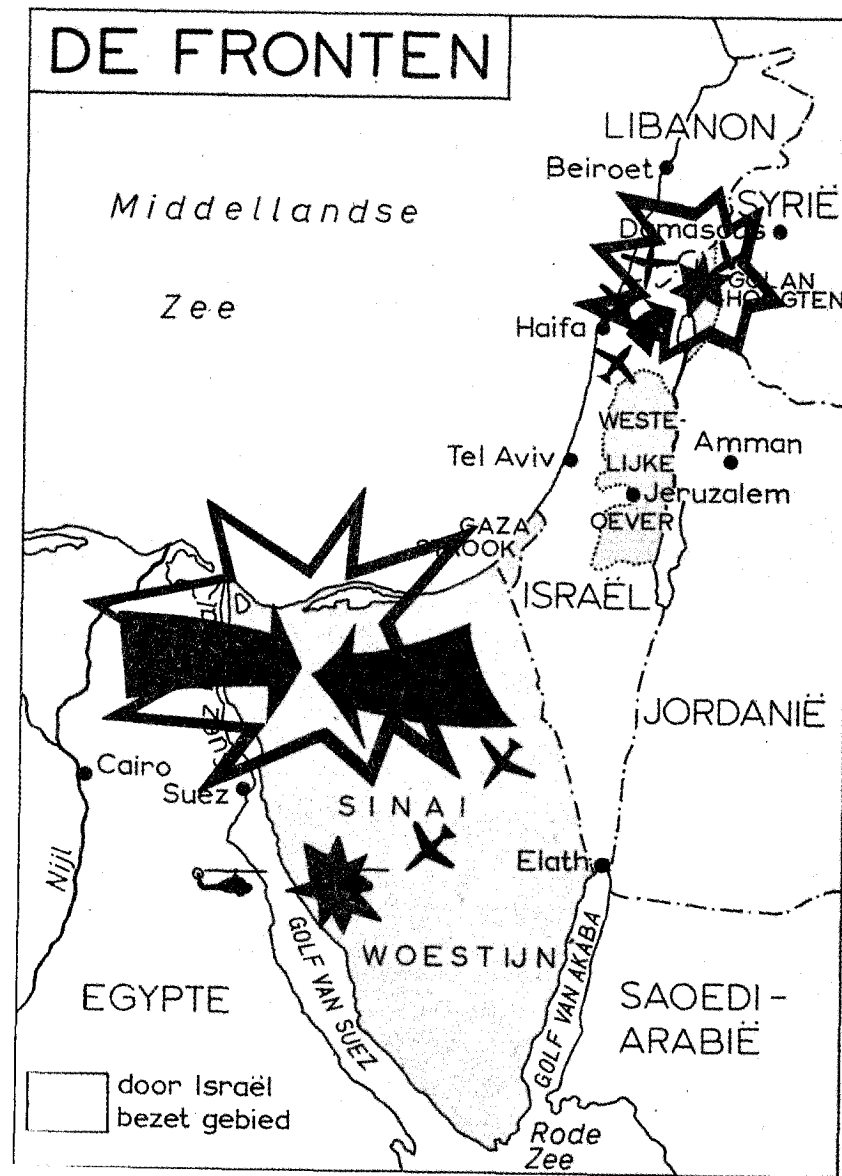 DE FRONTEN
LIBANON
Beiroet
Middellandse
Zee
SYRIË
Damascus
GOLAN
HOOGTEN
Haifa
WESTE-
LIJKE
OEVER
Tel Aviv
Amman
Jeruzalem
GAZA
STROOK
ISRAËL
JORDANIË
Cairo
Suez
SINAI
Nijl
Elath
WOESTIJN
GOLF VAN SUEZ
GOLF VAN AKABA
EGYPTE
SAOEDI-
ARABIË
door Israël
bezet gebied
Rode
Zee